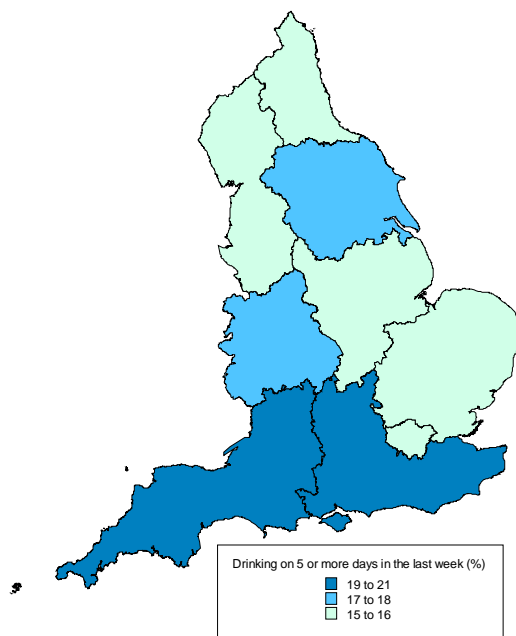 Drinking on 5 or more days in the last week (%)
19 to 21
17 to 18
15 to 16